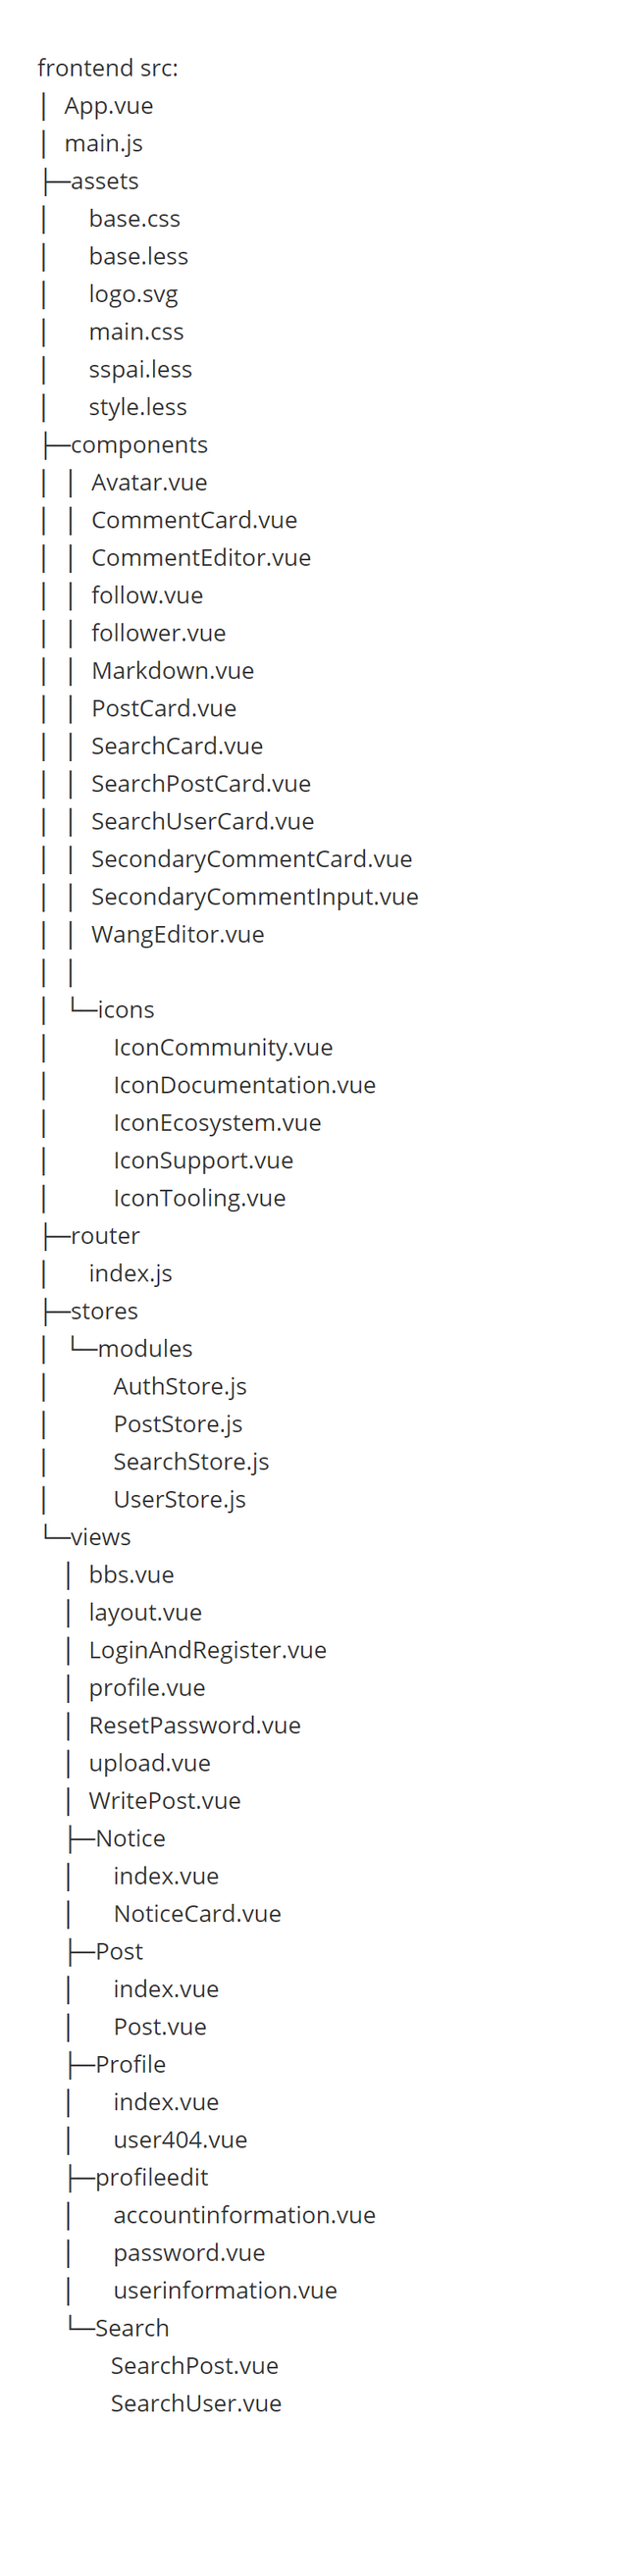 frontend src:
│ App.vue
│ main.js
├─assets
│ base.css
│ base.less
│ logo.svg
│ main.css
│ sspai.less
│ style.less
├─components
│ │ Avatar.vue
│ │ CommentCard.vue
│ │ CommentEditor.vue
│ │ follow.vue
│ │ follower.vue
│ │ Markdown.vue
│ │ PostCard.vue
│ │ SearchCard.vue
│ │ SearchPostCard.vue
│ │ SearchUserCard.vue
│ │ SecondaryCommentCard.vue
│ │ SecondaryCommentInput.vue
│ │ WangEditor.vue
│ │
│ └─icons
│ IconCommunity.vue
│ IconDocumentation.vue
│ IconEcosystem.vue
│ IconSupport.vue
│ IconTooling.vue
├─router
│ index.js
├─stores
│ └─modules
│ AuthStore.js
│ PostStore.js
│ SearchStore.js
│ UserStore.js
└─views
│ bbs.vue
│ layout.vue
│ LoginAndRegister.vue
│ profile.vue
│ ResetPassword.vue
│ upload.vue
│ WritePost.vue
├─Notice
│ index.vue
│ NoticeCard.vue
├─Post
│ index.vue
│ Post.vue
├─Profile
│ index.vue
│ user404.vue
├─profileedit
│ accountinformation.vue
│ password.vue
│ userinformation.vue
└─Search
SearchPost.vue
SearchUser.vue